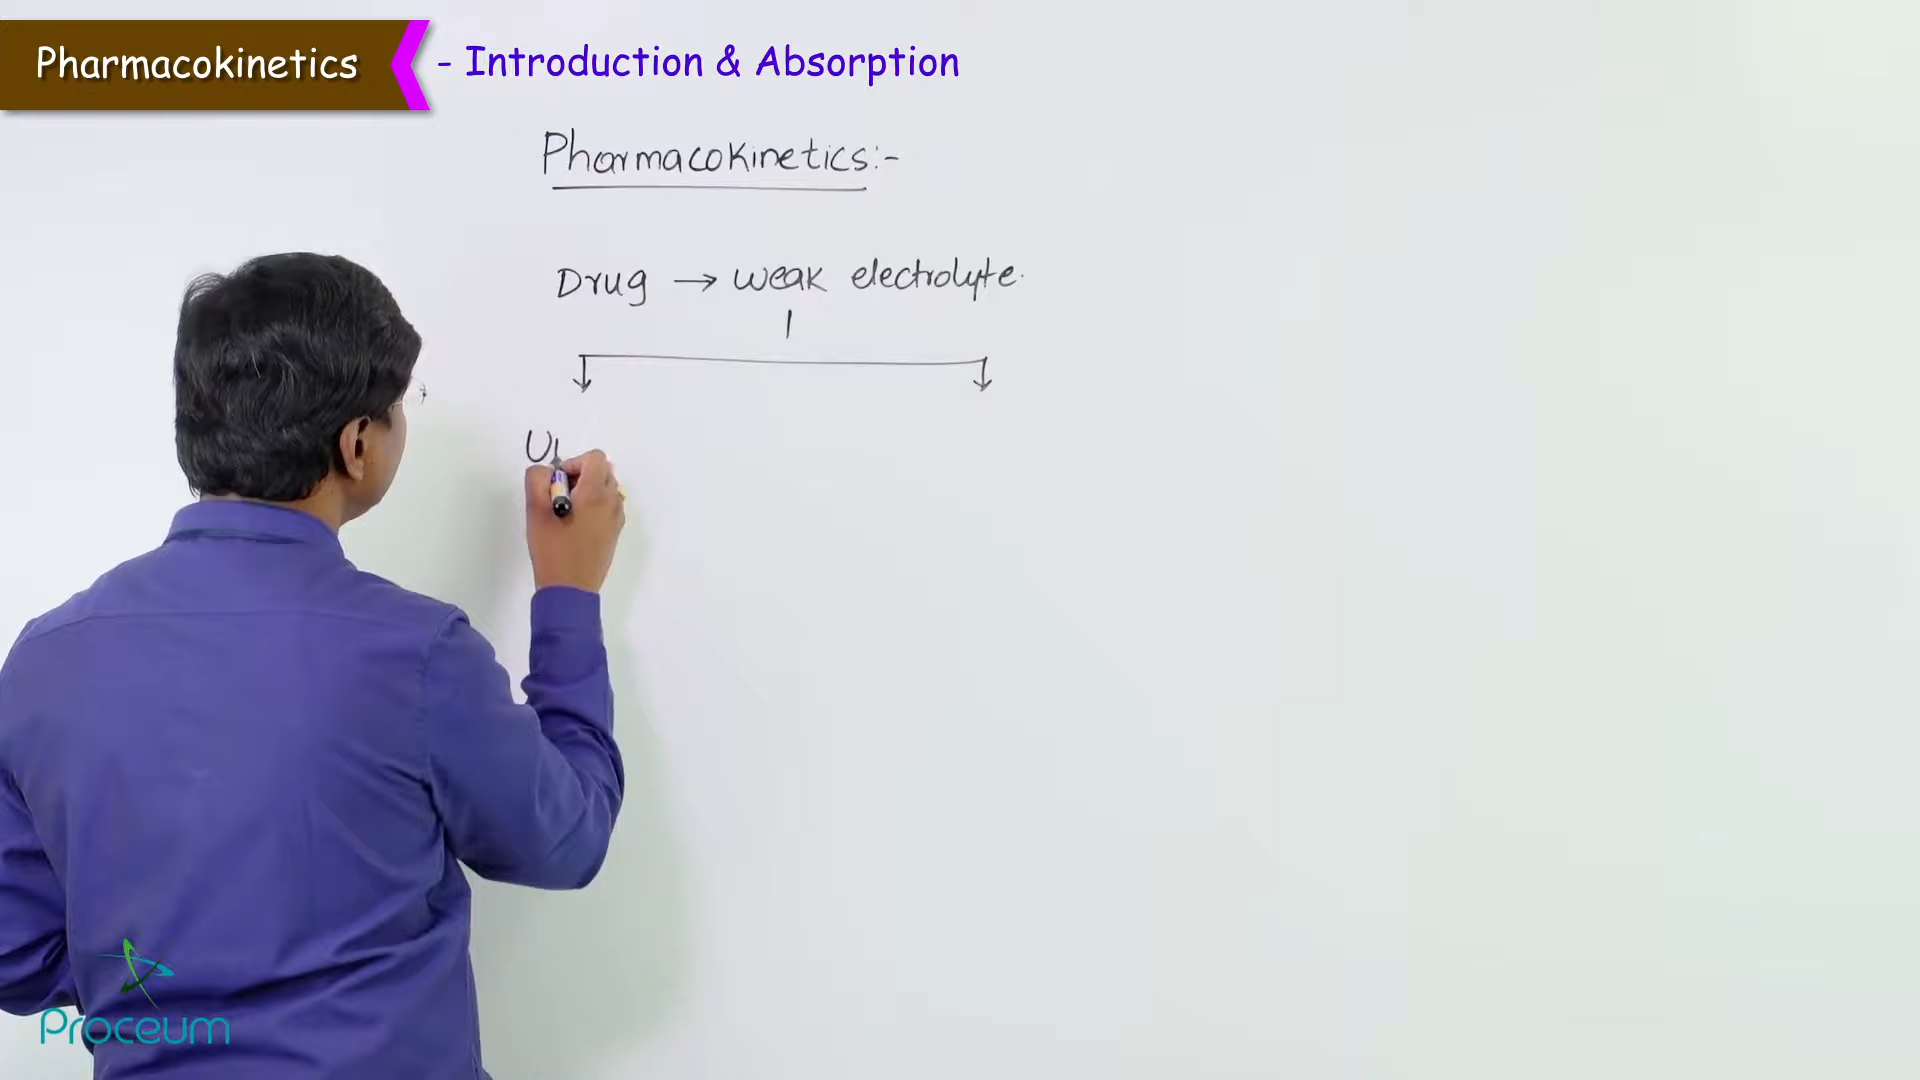 Pharmacokinetics - Introduction & Absorption
Pharmacokinetics:-
Drug → weak electrolyte.
Proceum